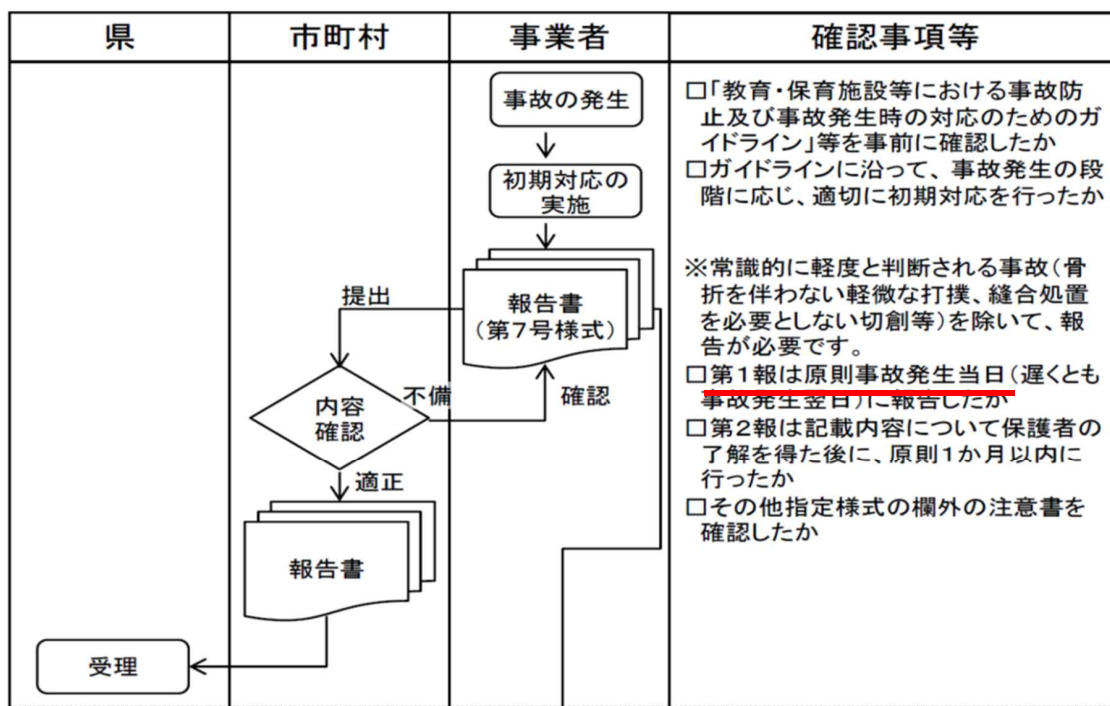 県
市町村
事業者
確認事項等
事故の発生
初期対応の
実施
報告書
(第7号様式)
提出
内容
確認
不備
確認
適正
報告書
受理
□「教育・保育施設等における事故防
止及び事故発生時の対応のためのガ
イドライン」等を事前に確認したか
□ガイドラインに沿って、事故発生の段
階に応じ、適切に初期対応を行ったか
※常識的に軽度と判断される事故(骨
折を伴わない軽微な打撲、縫合処置
を必要としない切創等)を除いて、報
告が必要です。
□第1報は原則事故発生当日(遅くとも
事故発生翌日)に報告したか
□第2報は記載内容について保護者の
了解を得た後に、原則1か月以内に
行ったか
□その他指定様式の欄外の注意書を
確認したか